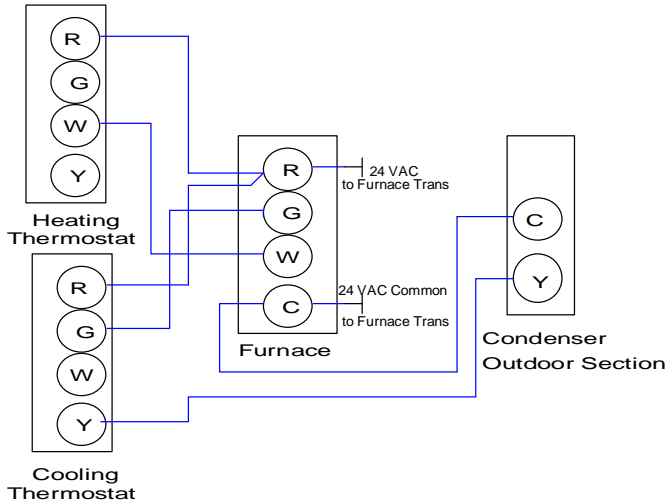 R
G
W
Y
Heating
Thermostat
R
G
W
Y
Cooling
Thermostat
R
G
W
C
Furnace
24 VAC
to Furnace Trans
24 VAC Common
to Furnace Trans
C
Y
Condenser
Outdoor Section